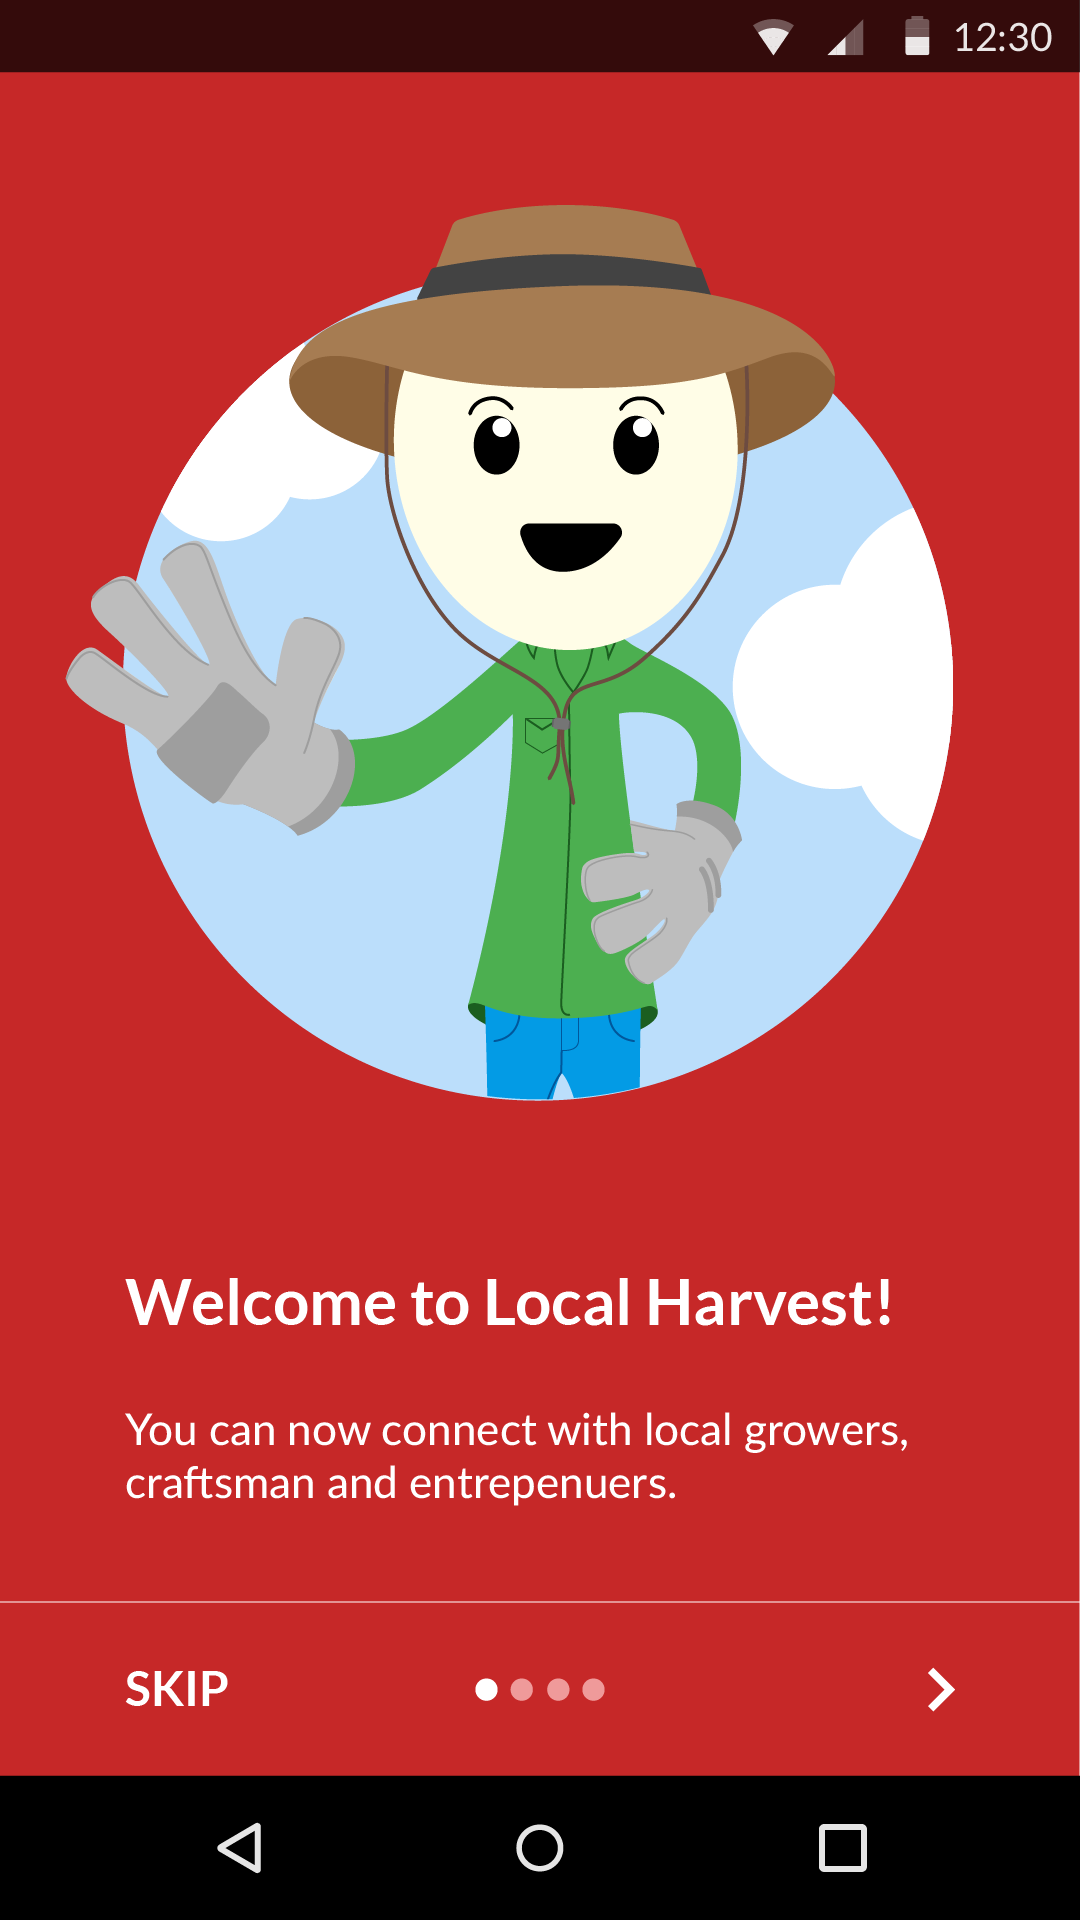 12:30
Welcome to Local Harvest!
You can now connect with local growers,
craftsman and entrepenuers.
SKIP